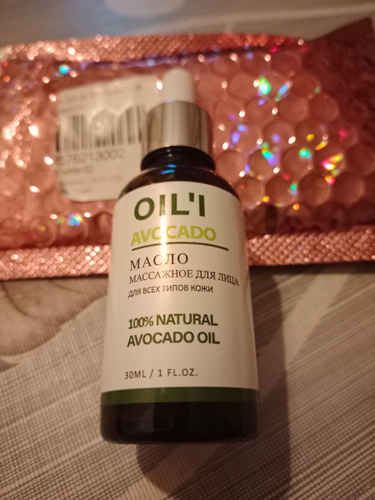 OIL'I
AVOCADO
МАСЛО
МАССАЖНОЕ ДЛЯ ЛИЦА
ДЛЯ ВСЕХ ТИПОВ КОЖИ
100% NATURAL
AVOCADO OIL
30ML / 1 FL.OZ.